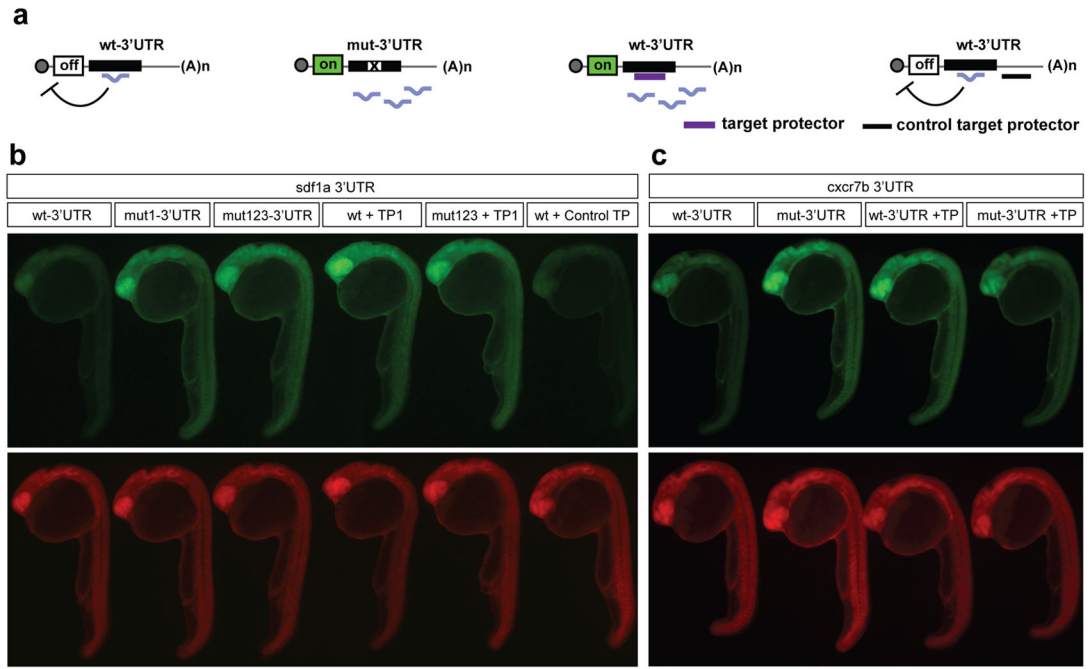 a
wt-3'UTR
off
(A)n
mut-3'UTR
on
X
(A)n
wt-3'UTR
on
(A)n
wt-3'UTR
off
(A)n
target protector
control target protector
b
sdf1a 3'UTR
wt-3'UTR mut1-3'UTR mut123-3'UTR wt + TP1 mut123 + TP1 wt + Control TP
c
cxcr7b 3'UTR
wt-3'UTR mut-3'UTR wt-3'UTR +TP mut-3'UTR +TP